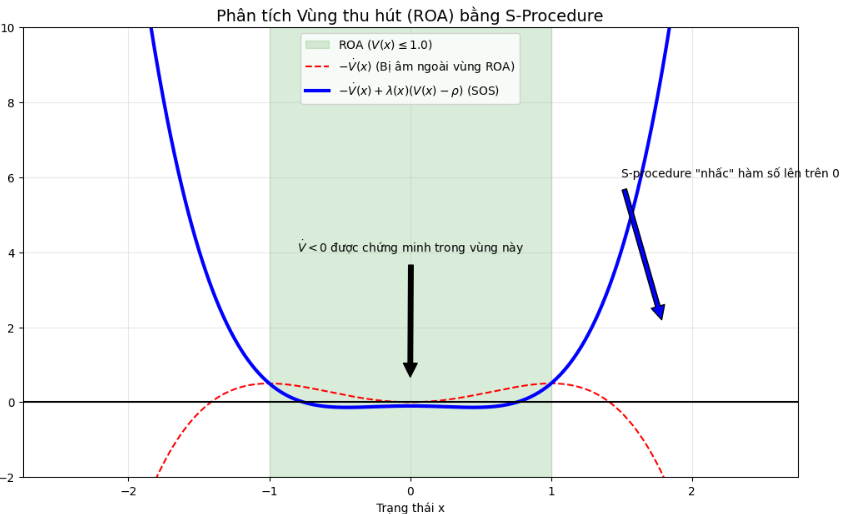 Phân tích Vùng thu hút (ROA) bằng S-Procedure
10
8
6
4
2
0
−2
ROA (V(x) ≤ 1.0)
−V̇(x) (Bị âm ngoài vùng ROA)
−V̇(x) + λ(x)(V(x) − ρ) (SOS)
S-procedure "nhấc" hàm số lên trên 0
V̇ < 0 được chứng minh trong vùng này
−2
−1
0
1
2
Trạng thái x